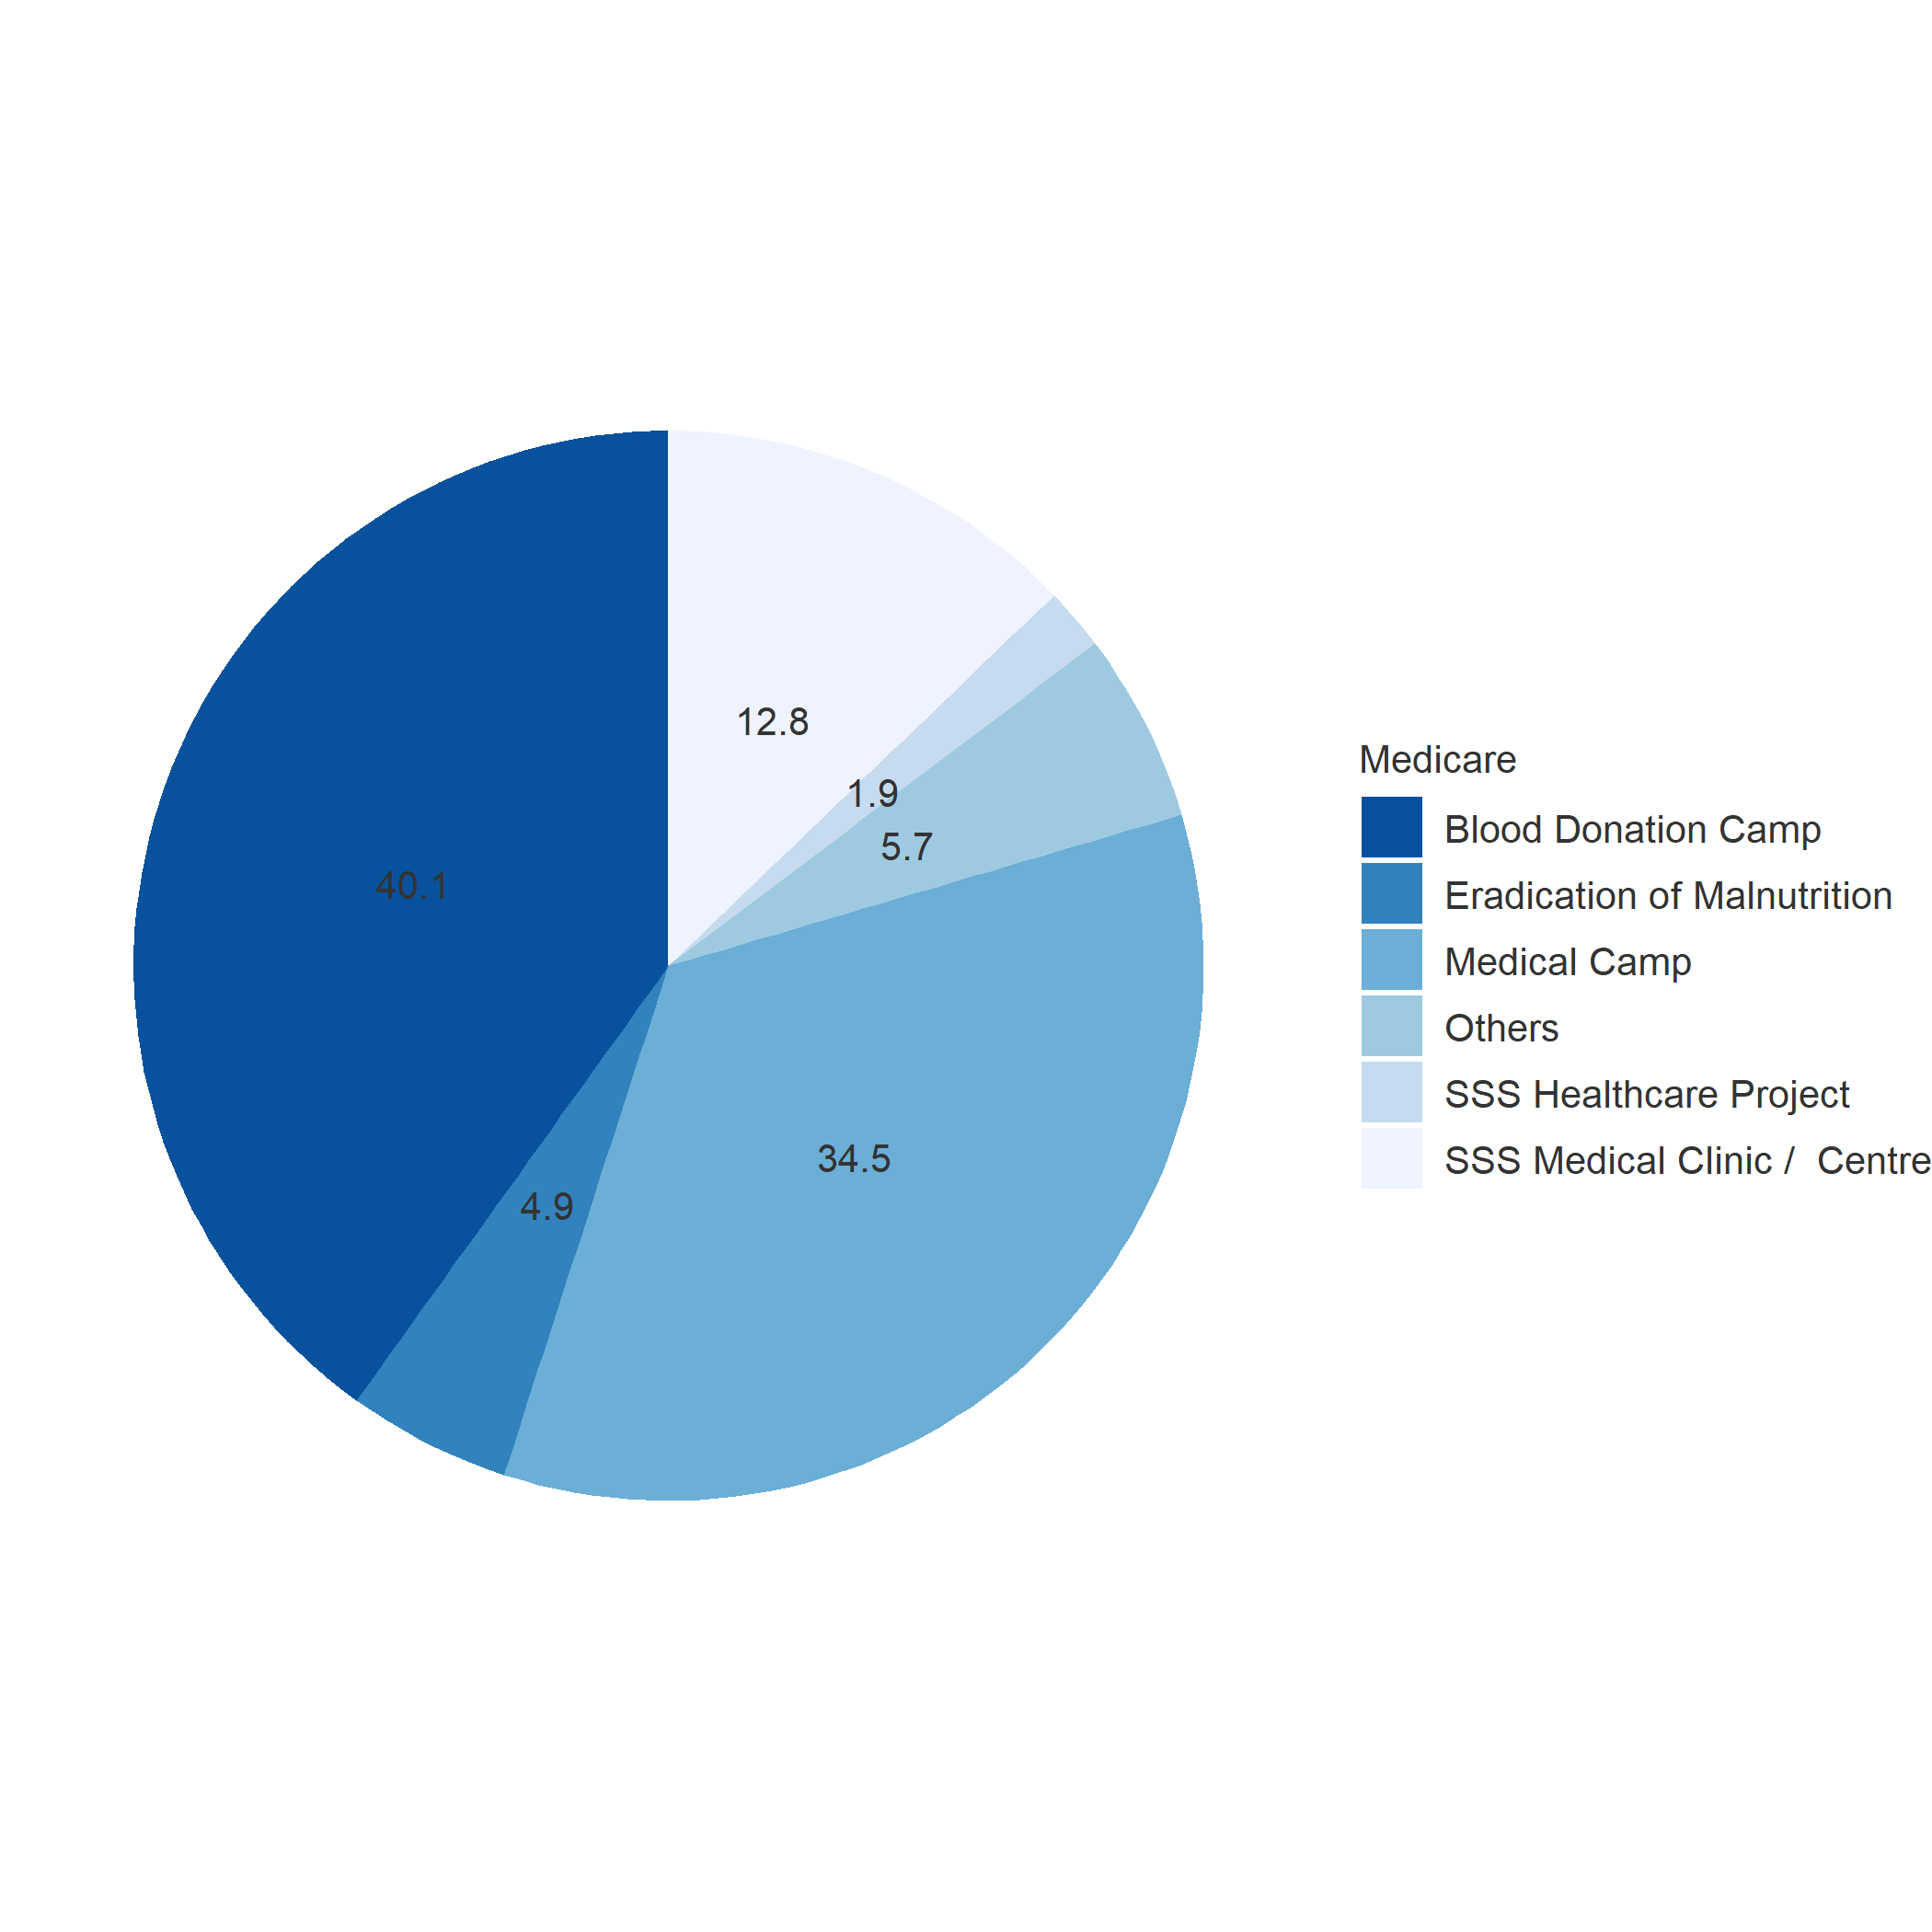 12.8
1.9
5.7
40.1
34.5
4.9
Medicare
Blood Donation Camp
Eradication of Malnutrition
Medical Camp
Others
SSS Healthcare Project
SSS Medical Clinic /  Centre